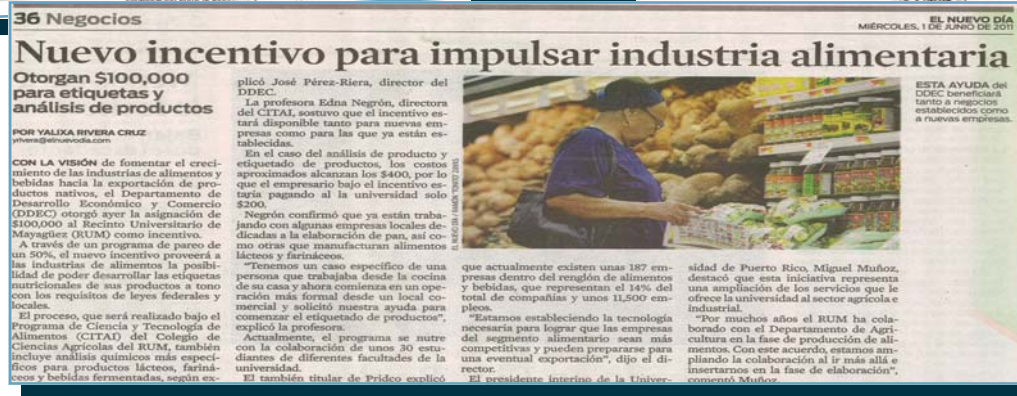 36 Negocios
EL NUEVO DÍA
MIÉRCOLES, 1 DE JUNIO DE 2011
Nuevo incentivo para impulsar industria alimentaria
Otorgan $100,000
para etiquetas y
análisis de productos
POR YALIXA RIVERA CRUZ
yrivera@elnuevodia.com
CON LA VISIÓN de fomentar el creci-
miento de las industrias de alimentos y
bebidas hacia la exportación de pro-
ductos nativos, el Departamento de
Desarrollo Económico y Comercio
(DDEC) otorgó ayer la asignación de
$100,000 al Recinto Universitario de
Mayagüez (RUM) como incentivo.
A través de un programa de pareo de
un 50%, el nuevo incentivo proveerá a
las industrias de alimentos la posibi-
lidad de poder desarrollar las etiquetas
nutricionales de sus productos a tono
con los requisitos de leyes federales y
locales.
El proceso, que será realizado bajo el
Programa de Ciencia y Tecnología de
Alimentos (CITAI) del Colegio de
Ciencias Agrícolas del RUM, también
incluye análisis químicos más especí-
ficos para productos lácteos, fariná
ceos y bebidas fermentadas, según ex-
plicó José Pérez-Riera, director del
DDEC.
La profesora Edna Negrón, directora
del CITAI, sostuvo que el incentivo es-
tará disponible tanto para nuevas em-
presas como para las que ya están es-
tablecidas.
En el caso del análisis de producto y
etiquetado de productos, los costos
aproximados alcanzan los $400, por lo
que el empresario bajo el incentivo es-
taría pagando al la universidad solo
$200.
Negrón confirmó que ya están traba-
jando con algunas empresas locales de-
dicadas a la elaboración de pan, así co-
mo otras que manufacturan alimentos
lácteos y farináceos.
"Tenemos un caso específico de una
persona que trabajaba desde la cocina
de su casa y ahora comienza en un ope-
ración más formal desde un local co-
mercial y solicitó nuestra ayuda para
comenzar el etiquetado de productos",
explicó la profesora.
Actualmente, el programa se nutre
con la colaboración de unos 30 estu-
diantes de diferentes facultades de la
universidad.
El también titular de Pridco explicó
que actualmente existen unas 187 em-
presas dentro del renglón de alimentos
y bebidas, que representan el 14% del
total de compañías y unos 11,500 em-
pleos.
"Estamos estableciendo la tecnología
necesaria para lograr que las empresas
del segmento alimentario sean más
competitivas y pueden prepararse para
una eventual exportación", dijo el di-
rector.
El presidente interino de la Univer-
sidad de Puerto Rico, Miguel Muñoz,
destacó que esta iniciativa representa
una ampliación de los servicios que le
ofrece la universidad al sector agrícola e
industrial.
"Por muchos años el RUM ha cola-
borado con el Departamento de Agri-
cultura en la fase de producción de ali-
mentos. Con este acuerdo, estamos am-
pliando la colaboración al ir más allá e
insertarnos en la fase de elaboración",
comentó Muñoz.
ESTA AYUDA del
DDEC beneficiará
tanto a negocios
establecidos como
a nuevas empresas.